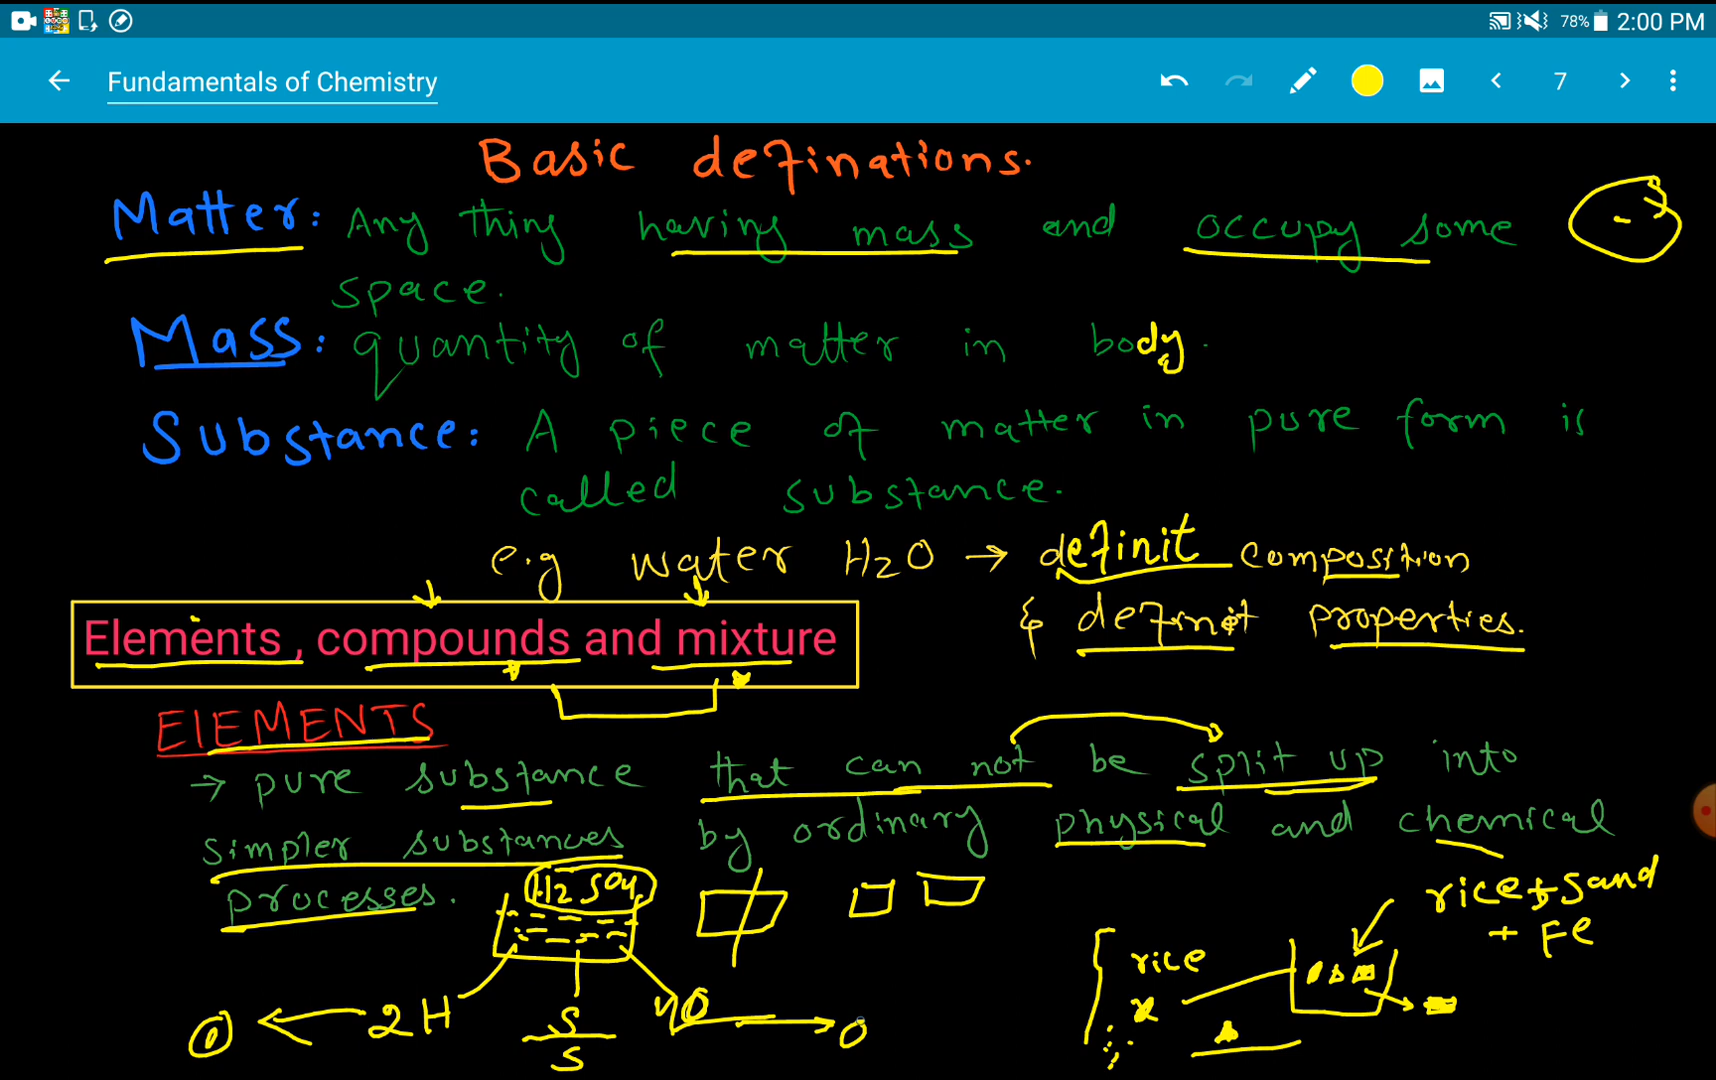 78% 2:00 PM
Fundamentals of Chemistry
7
Basic definations.
Matter: Any thing having mass and occupy some
space.
Mass: quantity of matter in body.
Substance: A piece of matter in pure form is
called substance.
e.g water H2O → definit composition
& definit properties.
Elements , compounds and mixture
ElEMENTS
→ pure substance that can not be split up into
simpler substances by ordinary physical and chemical
processes.
H2SO4
rice + sand
+ Fe
rice
2H
S
S
4O
O